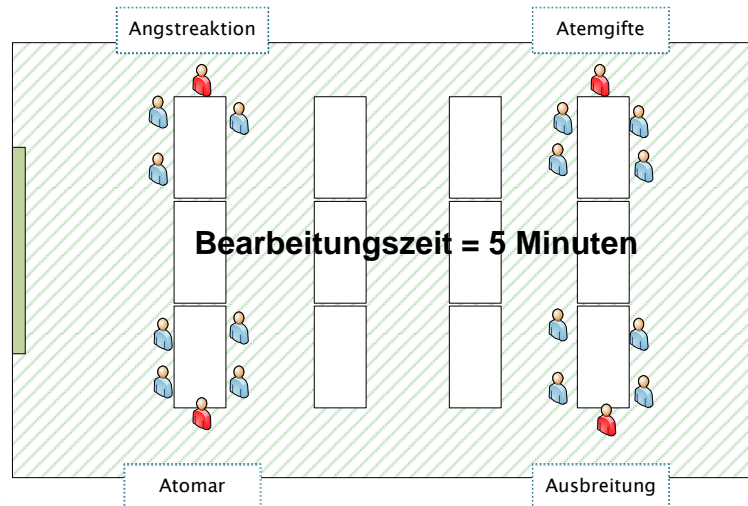 Angstreaktion
Atemgifte
Bearbeitungszeit = 5 Minuten
Atomar
Ausbreitung